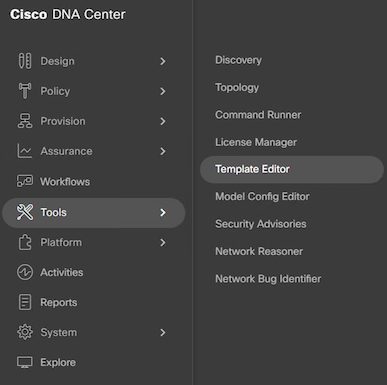 Cisco DNA Center
Design
Policy
Provision
Assurance
Workflows
Tools
Platform
Activities
Reports
System
Explore
Discovery
Topology
Command Runner
License Manager
Template Editor
Model Config Editor
Security Advisories
Network Reasoner
Network Bug Identifier